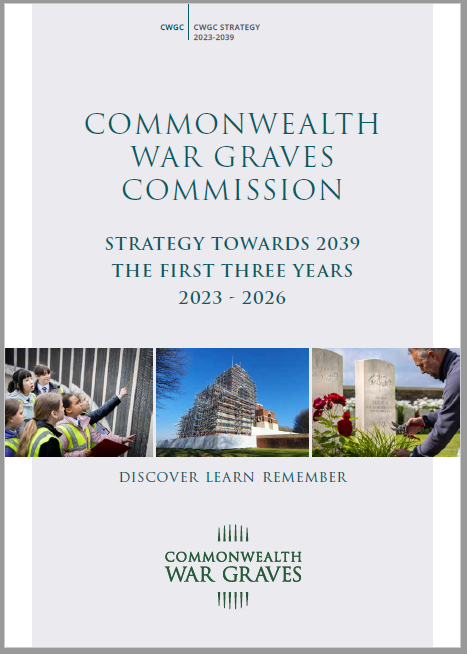 CWGC
CWGC STRATEGY
2023-2039
COMMONWEALTH
WAR GRAVES
COMMISSION
STRATEGY TOWARDS 2039
THE FIRST THREE YEARS
2023 - 2026
DISCOVER LEARN REMEMBER
COMMONWEALTH
WAR GRAVES